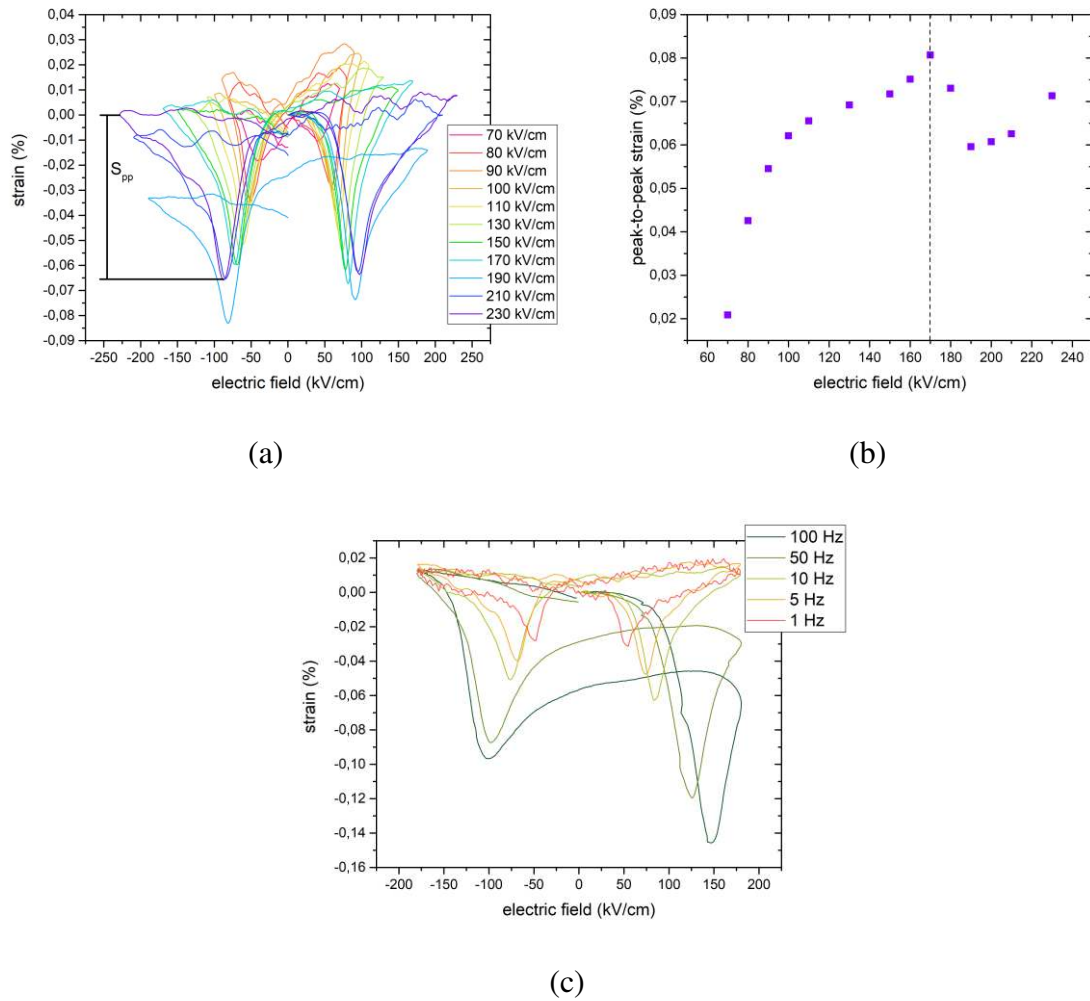 0,04
0,03
0,02
0,01
0,00
-0,01
-0,02
-0,03
-0,04
-0,05
-0,06
-0,07
-0,08
-0,09
strain (%)
Spp
-250 -200 -150 -100 -50 0 50 100 150 200 250
electric field (kV/cm)
70 kV/cm
80 kV/cm
90 kV/cm
100 kV/cm
110 kV/cm
130 kV/cm
150 kV/cm
170 kV/cm
190 kV/cm
210 kV/cm
230 kV/cm
(a)
0,09
0,08
0,07
0,06
0,05
0,04
0,03
0,02
peak-to-peak strain (%)
60 80 100 120 140 160 180 200 220 240
electric field (kV/cm)
(b)
100 Hz
50 Hz
10 Hz
5 Hz
1 Hz
0,02
0,00
-0,02
-0,04
-0,06
-0,08
-0,10
-0,12
-0,14
-0,16
strain (%)
-200 -150 -100 -50 0 50 100 150 200
electric field (kV/cm)
(c)